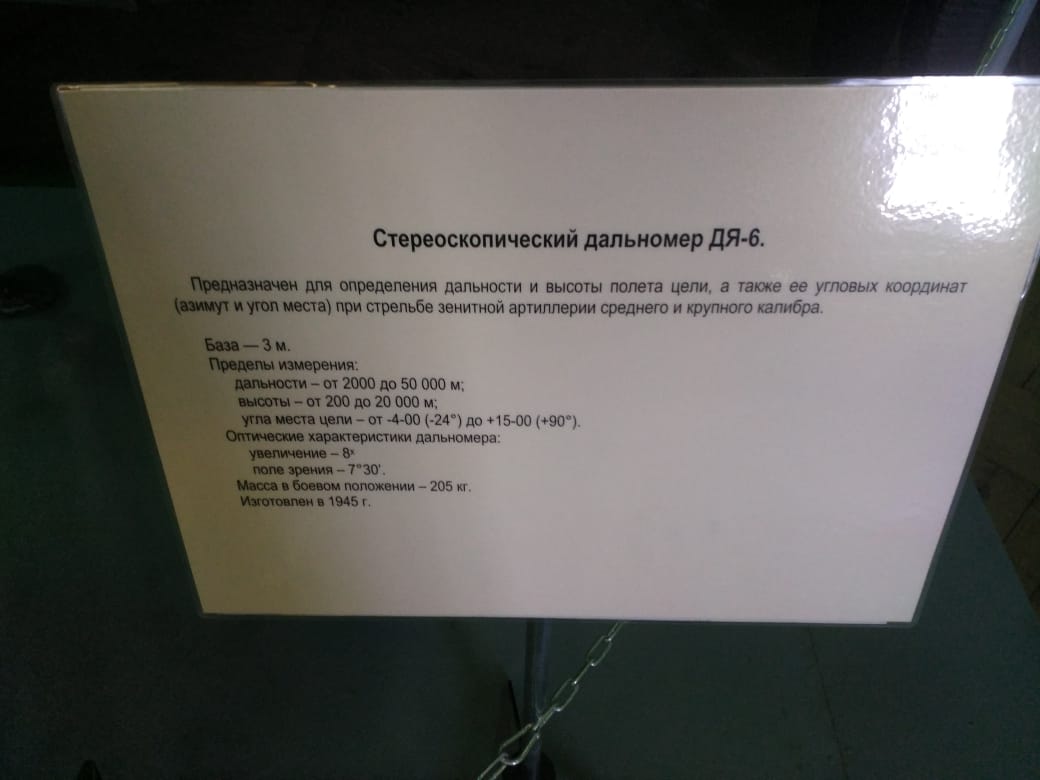 Стереоскопический дальномер ДЯ-6.
Предназначен для определения дальности и высоты полета цели, а также ее угловых координат
(азимут и угол места) при стрельбе зенитной артиллерии среднего и крупного калибра.
База — 3 м.
Пределы измерения:
дальности – от 2000 до 50 000 м;
высоты – от 200 до 20 000 м;
угла места цели – от -4-00 (-24°) до +15-00 (+90°).
Оптические характеристики дальномера:
увеличение – 8ˣ
поле зрения – 7°30'.
Масса в боевом положении – 205 кг.
Изготовлен в 1945 г.